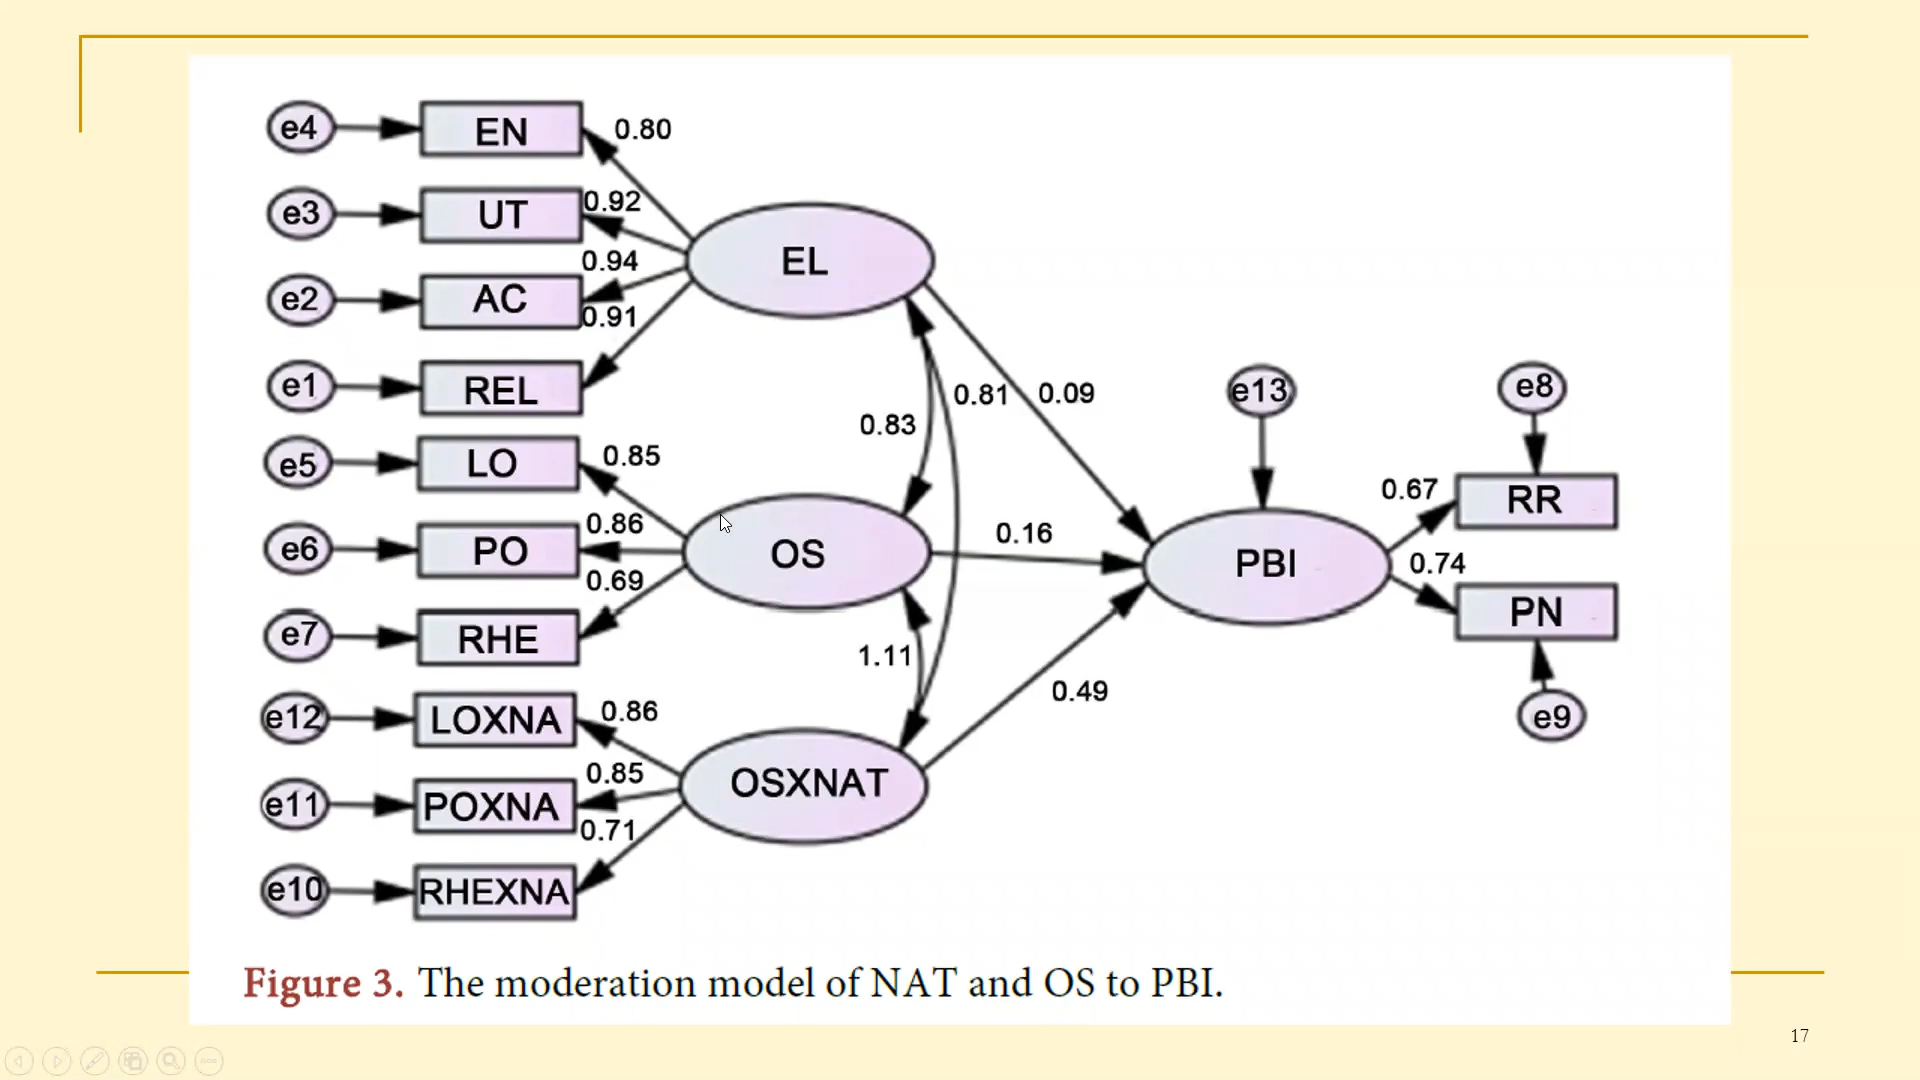 e4 EN 0.80
e3 UT 0.92
EL
0.94
e2 AC
0.91
e1 REL
0.81 0.09 e13 e8
0.83
e5 LO 0.85
0.67 RR
0.86 0.16
e6 PO OS PBI 0.74
0.69
PN
e7 RHE
1.11
0.49
e12 LOXNA 0.86 e9
0.85 OSXNAT
e11 POXNA
0.71
e10 RHEXNA
Figure 3. The moderation model of NAT and OS to PBI.
17